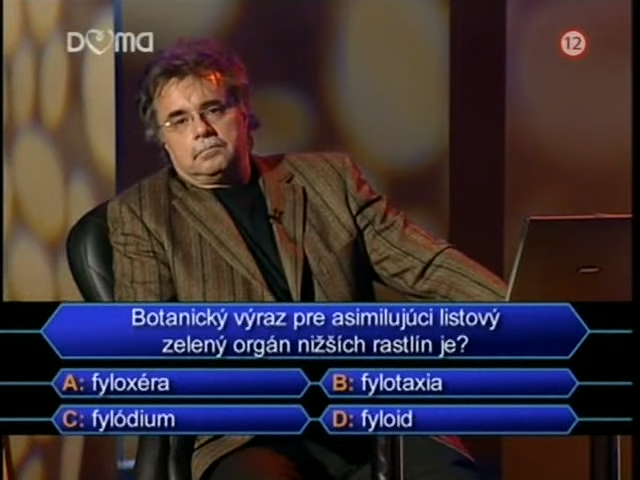 DOMA
12
Botanický výraz pre asimilujúci listový
zelený orgán nižších rastlín je?
A: fyloxéra
B: fylotaxia
C: fylódium
D: fyloid